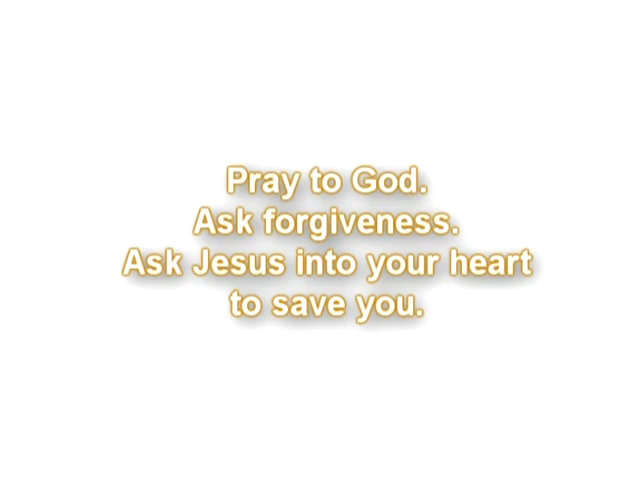 Pray to God.
Ask forgiveness.
Ask Jesus into your heart
to save you.